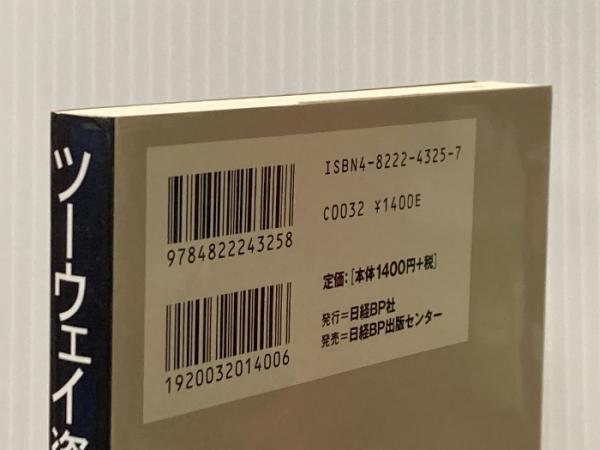 ツーウェイ
ISBN4-8222-4325-7
9784822243258
C0032 ¥1400E
1920032014006
定価:[本体1400円+税]
発行=日経BP社
発売=日経BP出版センター